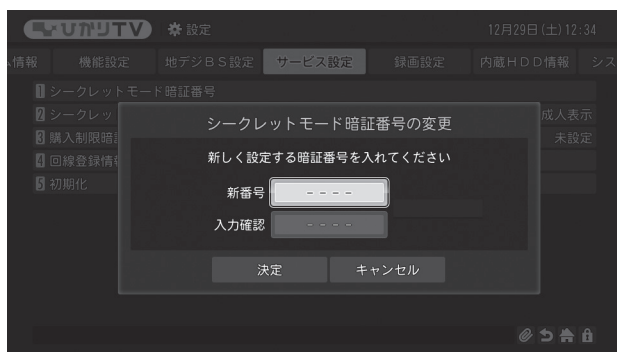 ひかりTV 設定 12月29日(土)12:34
情報 機能設定 地デジBS設定 サービス設定 録画設定 内蔵HDD情報 シス
1 シークレットモード暗証番号
2 シークレッ 成人表示
3 購入制限暗 未設定
4 回線登録情
5 初期化
シークレットモード暗証番号の変更
新しく設定する暗証番号を入れてください
新番号 ----
入力確認 ----
決定 キャンセル